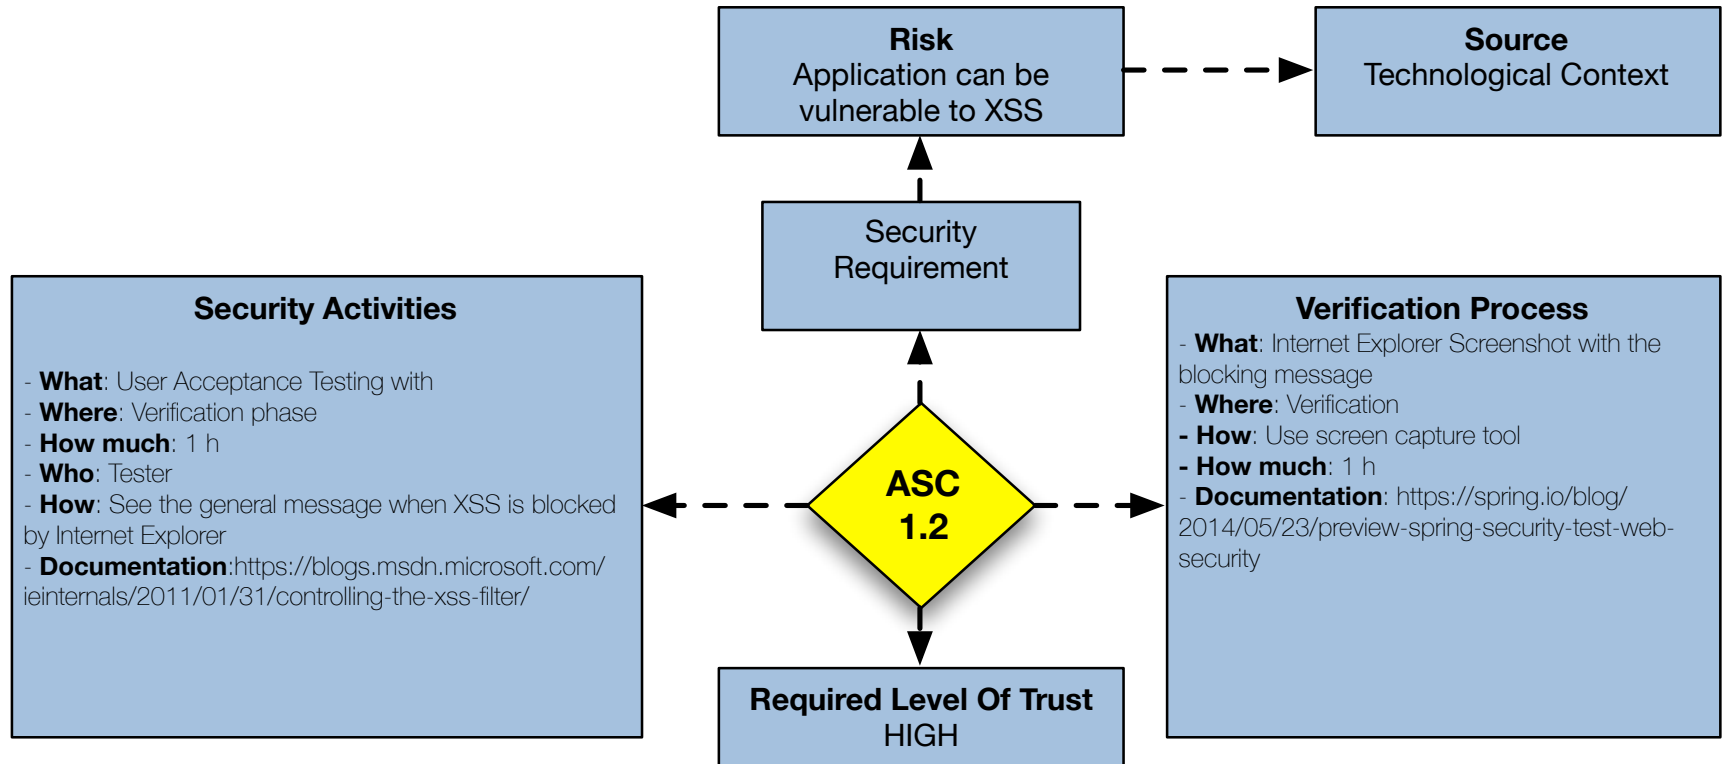 Risk
Application can be
vulnerable to XSS
Source
Technological Context
Security
Requirement
Security Activities
- What: User Acceptance Testing with
- Where: Verification phase
- How much: 1 h
- Who: Tester
- How: See the general message when XSS is blocked
by Internet Explorer
- Documentation:https://blogs.msdn.microsoft.com/
ieinternals/2011/01/31/controlling-the-xss-filter/
ASC
1.2
Verification Process
- What: Internet Explorer Screenshot with the
blocking message
- Where: Verification
- How: Use screen capture tool
- How much: 1 h
- Documentation: https://spring.io/blog/
2014/05/23/preview-spring-security-test-web-
security
Required Level Of Trust
HIGH